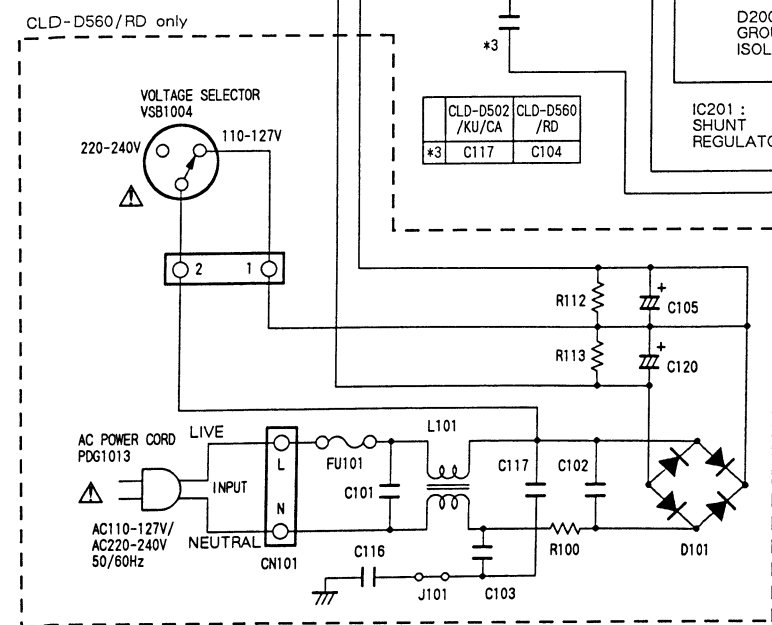 CLD-D560/RD only
*3
D200
GROU
ISOL
VOLTAGE SELECTOR
VSB1004
220-240V
110-127V
CLD-D502
/KU/CA
CLD-D560
/RD
*3
C117
C104
IC201 :
SHUNT
REGULATO
2
1
R112
+
C105
R113
+
C120
AC POWER CORD
PDG1013
LIVE
L
FU101
L101
INPUT
C101
C117
C102
N
AC110-127V/
AC220-240V
50/60Hz
NEUTRAL
CN101
C116
J101
C103
R100
D101